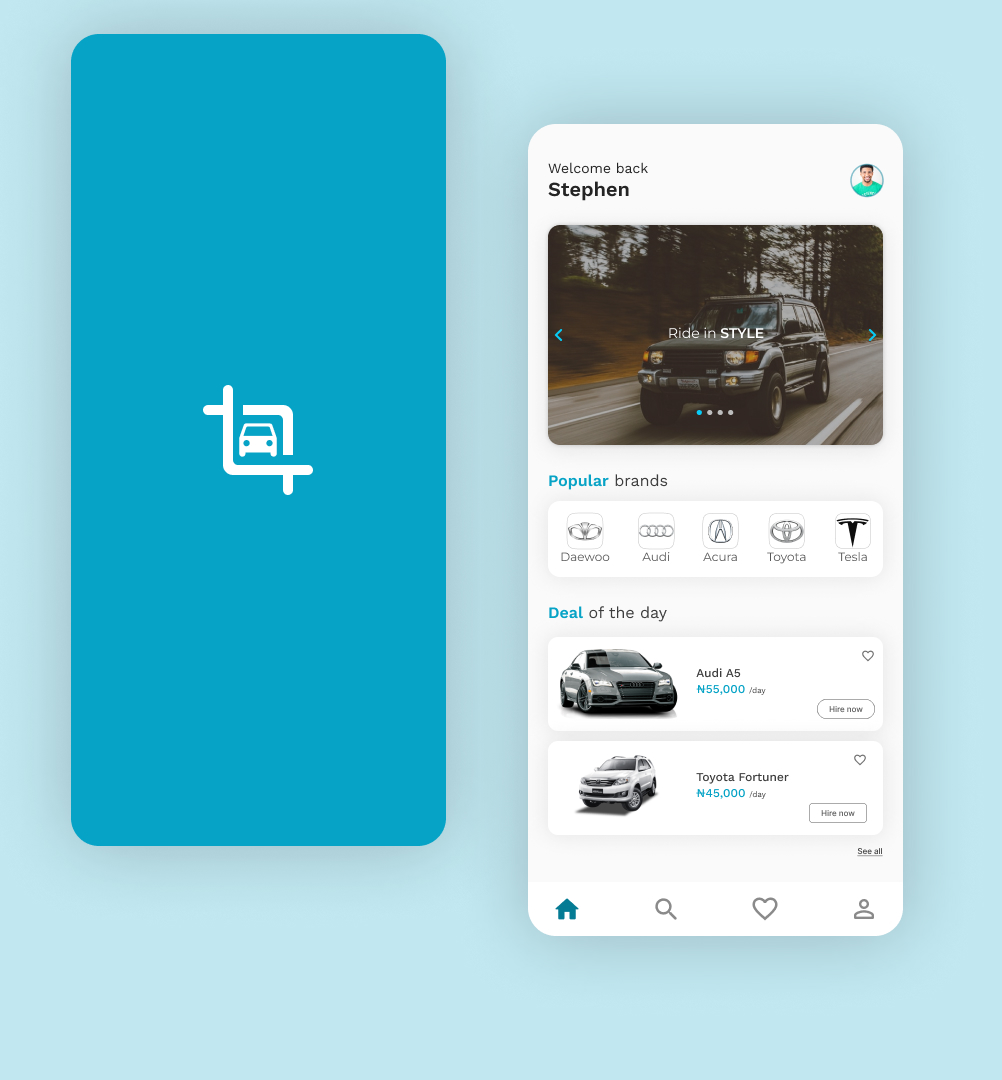 Welcome back
Stephen
Ride in STYLE
Popular brands
Daewoo Audi Acura Toyota Tesla
Deal of the day
Audi A5
₦55,000 /day
Hire now
Toyota Fortuner
₦45,000 /day
Hire now
See all